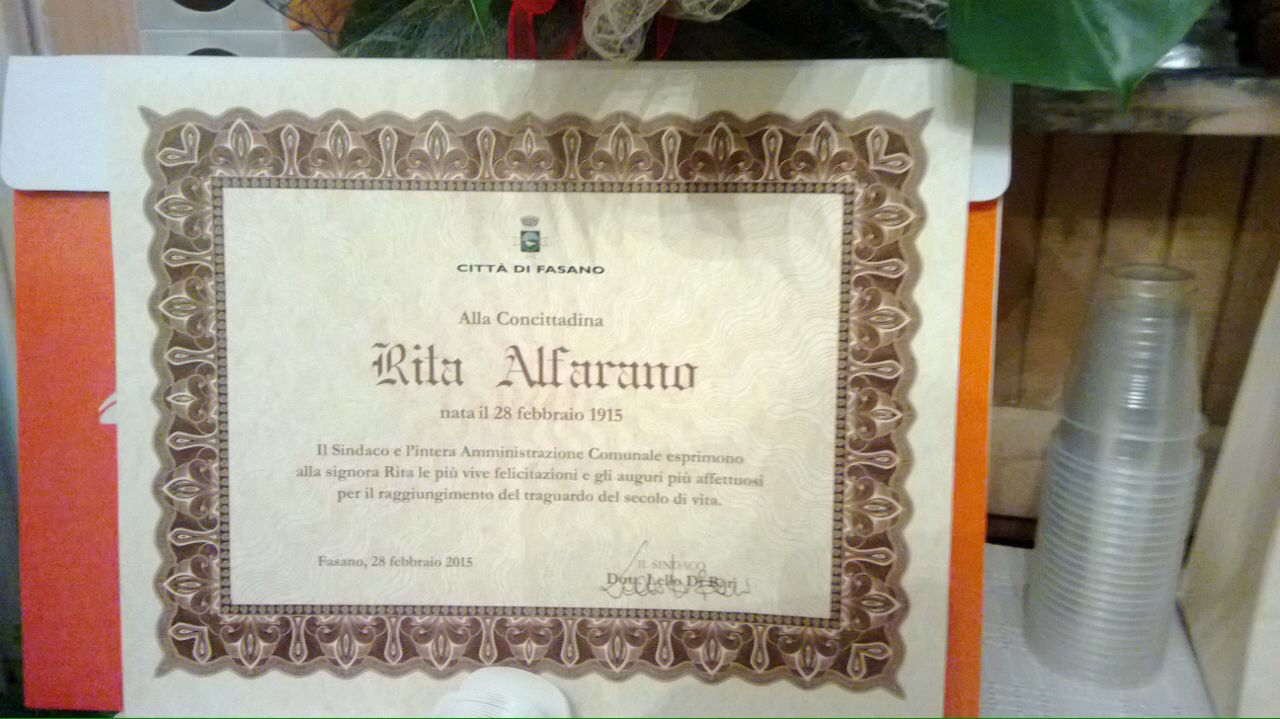 CITTÀ DI FASANO
Alla Concittadina
Rita Alfarano
nata il 28 febbraio 1915
Il Sindaco e l'intera Amministrazione Comunale esprimono
alla signora Rita le più vive felicitazioni e gli auguri più affettuosi
per il raggiungimento del traguardo del secolo di vita.
Fasano, 28 febbraio 2015
IL SINDACO
Dott. Lello Di Bari